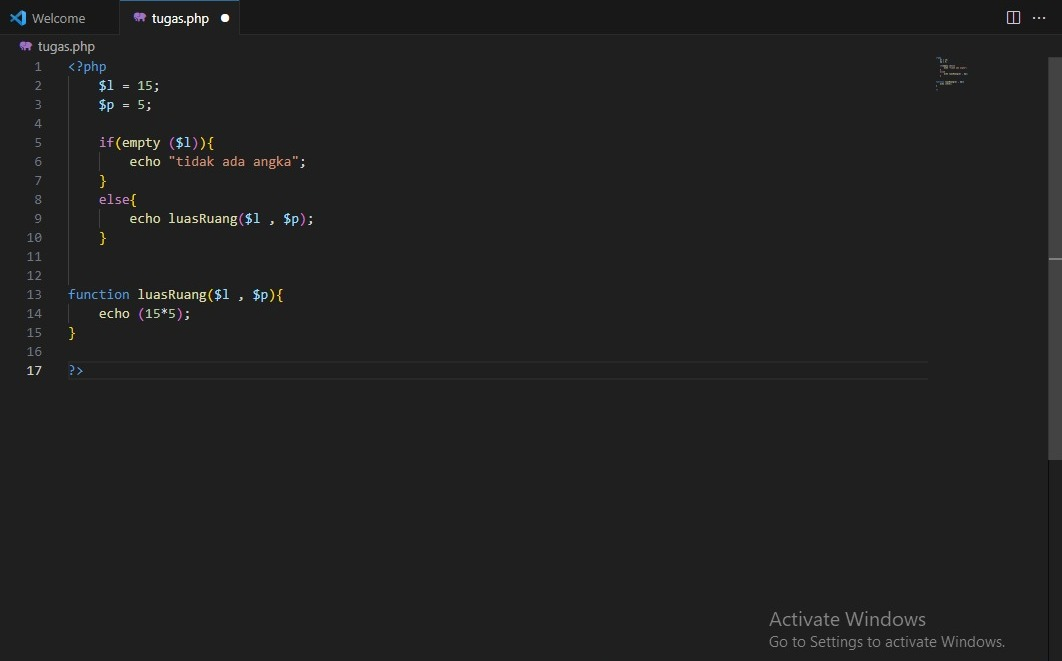 Welcome
tugas.php
tugas.php
1 <?php
2 $l = 15;
3 $p = 5;
4
5 if(empty ($l)){
6 echo "tidak ada angka";
7 }
8 else{
9 echo luasRuang($l , $p);
10 }
11
12
13 function luasRuang($l , $p){
14 echo (15*5);
15 }
16
17 ?>
Activate Windows
Go to Settings to activate Windows.